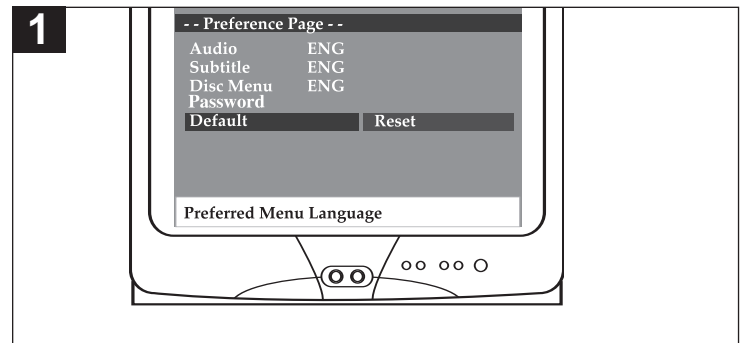 1
- - Preference Page - -
Audio ENG
Subtitle ENG
Disc Menu ENG
Password
Default Reset
Preferred Menu Language